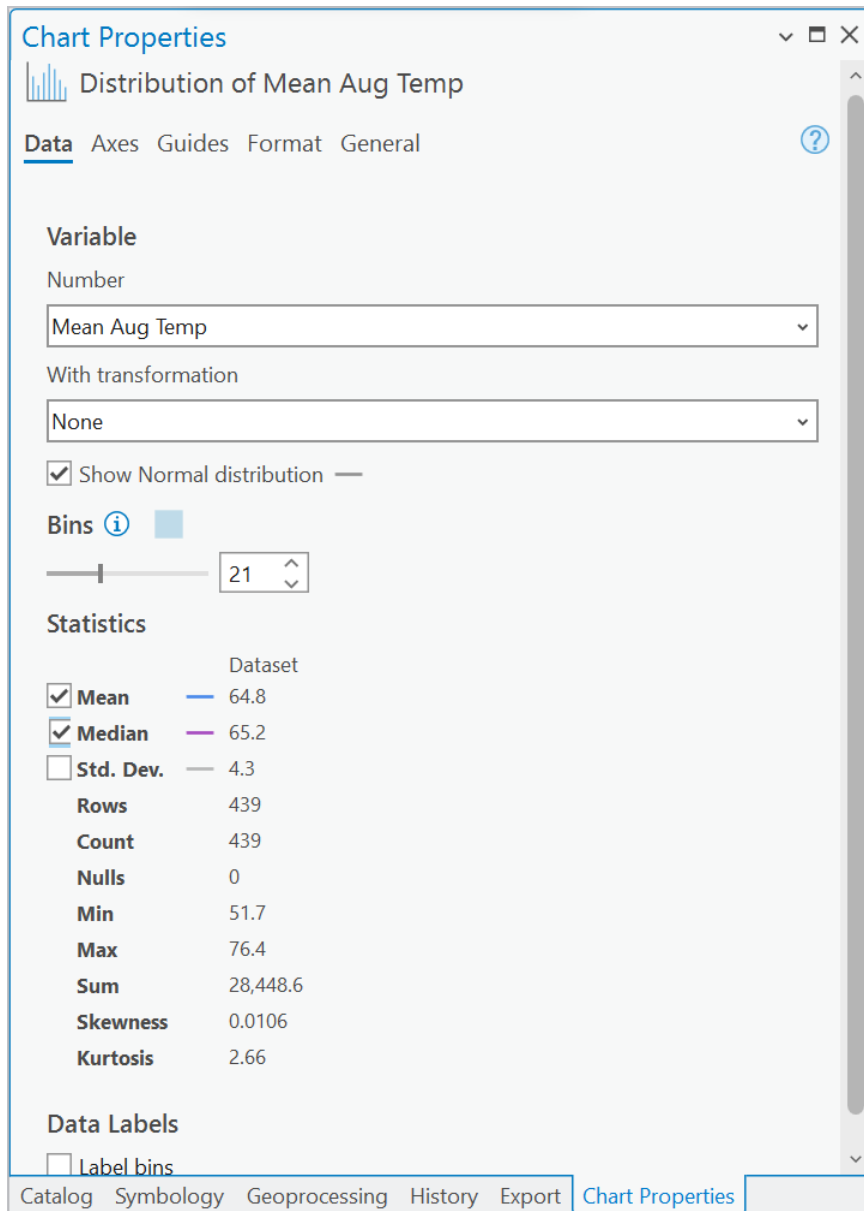 Chart Properties
Distribution of Mean Aug Temp
Data Axes Guides Format General
Variable
Number
Mean Aug Temp
With transformation
None
Show Normal distribution
Bins
21
Statistics
Dataset
Mean 64.8
Median 65.2
Std. Dev. 4.3
Rows 439
Count 439
Nulls 0
Min 51.7
Max 76.4
Sum 28,448.6
Skewness 0.0106
Kurtosis 2.66
Data Labels
Label bins
Catalog Symbology Geoprocessing History Export Chart Properties